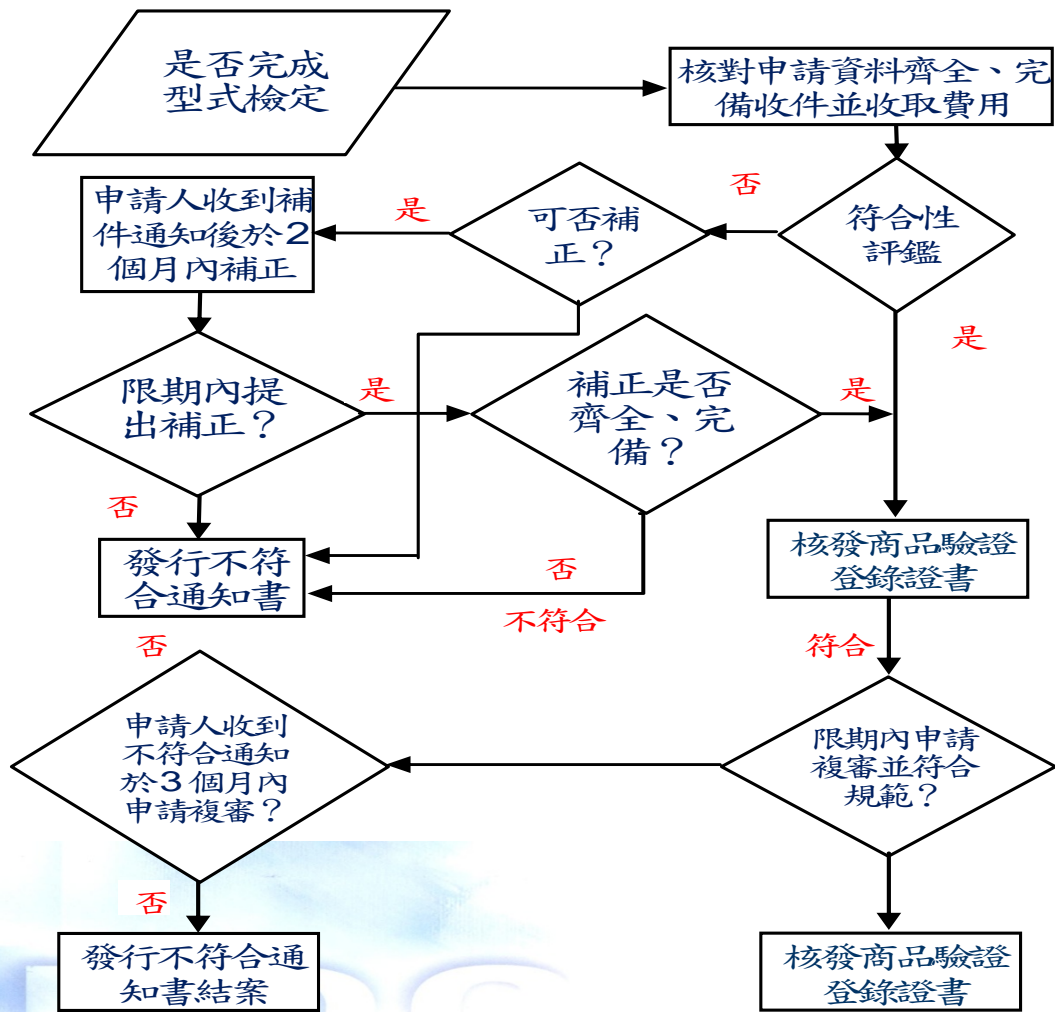 是否完成
型式檢定
核對申請資料齊全、完
備收件並收取費用
否
符合性
評鑑
可否補
正？
是
申請人收到補
件通知後於2
個月內補正
是
限期內提
出補正？
是
補正是否
齊全、完
備？
是
否
發行不符
合通知書
否
不符合
核發商品驗證
登錄證書
否
符合
申請人收到
不符合通知
於3個月內
申請複審？
限期內申請
複審並符合
規範？
否
發行不符合通
知書結案
核發商品驗證
登錄證書